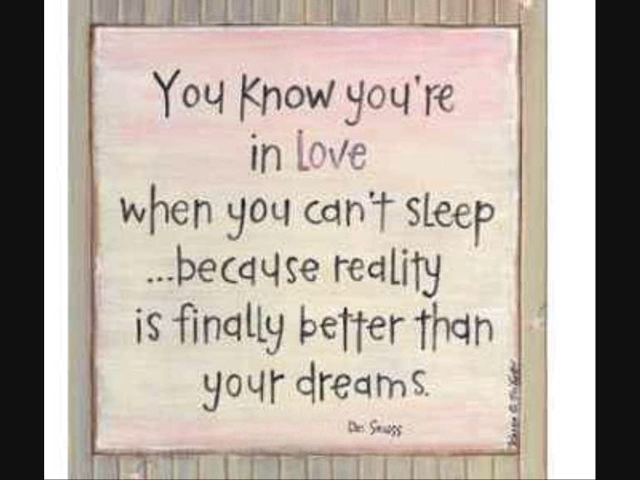 You know you're
in love
when you can't sleep
...because reality
is finally better than
your dreams.
Dr. Seuss